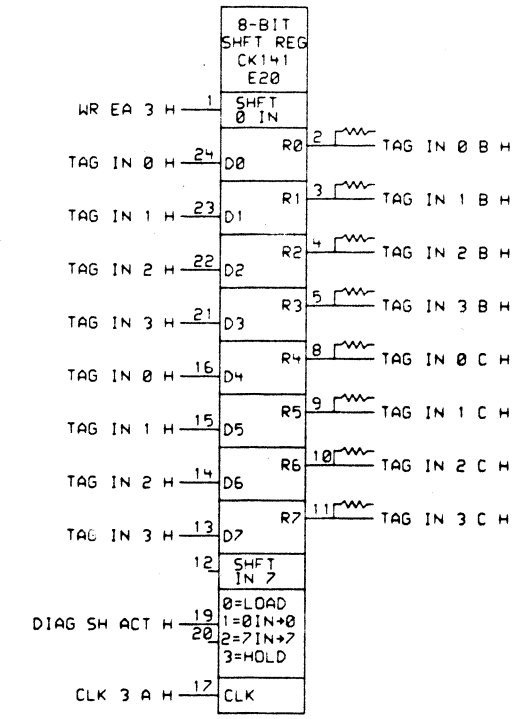 8-BIT
SHFT REG
CK141
E20
WR EA 3 H 1 SHFT
0 IN
R0 2 TAG IN 0 B H
TAG IN 0 H 24 D0
R1 3 TAG IN 1 B H
TAG IN 1 H 23 D1
R2 4 TAG IN 2 B H
TAG IN 2 H 22 D2
R3 5 TAG IN 3 B H
TAG IN 3 H 21 D3
R4 8 TAG IN 0 C H
TAG IN 0 H 16 D4
R5 9 TAG IN 1 C H
TAG IN 1 H 15 D5
R6 10 TAG IN 2 C H
TAG IN 2 H 14 D6
R7 11 TAG IN 3 C H
TAG IN 3 H 13 D7
12 SHFT
IN 7
0=LOAD
DIAG SH ACT H 19 1=0IN→0
20 2=7IN→7
3=HOLD
CLK 3 A H 17 CLK